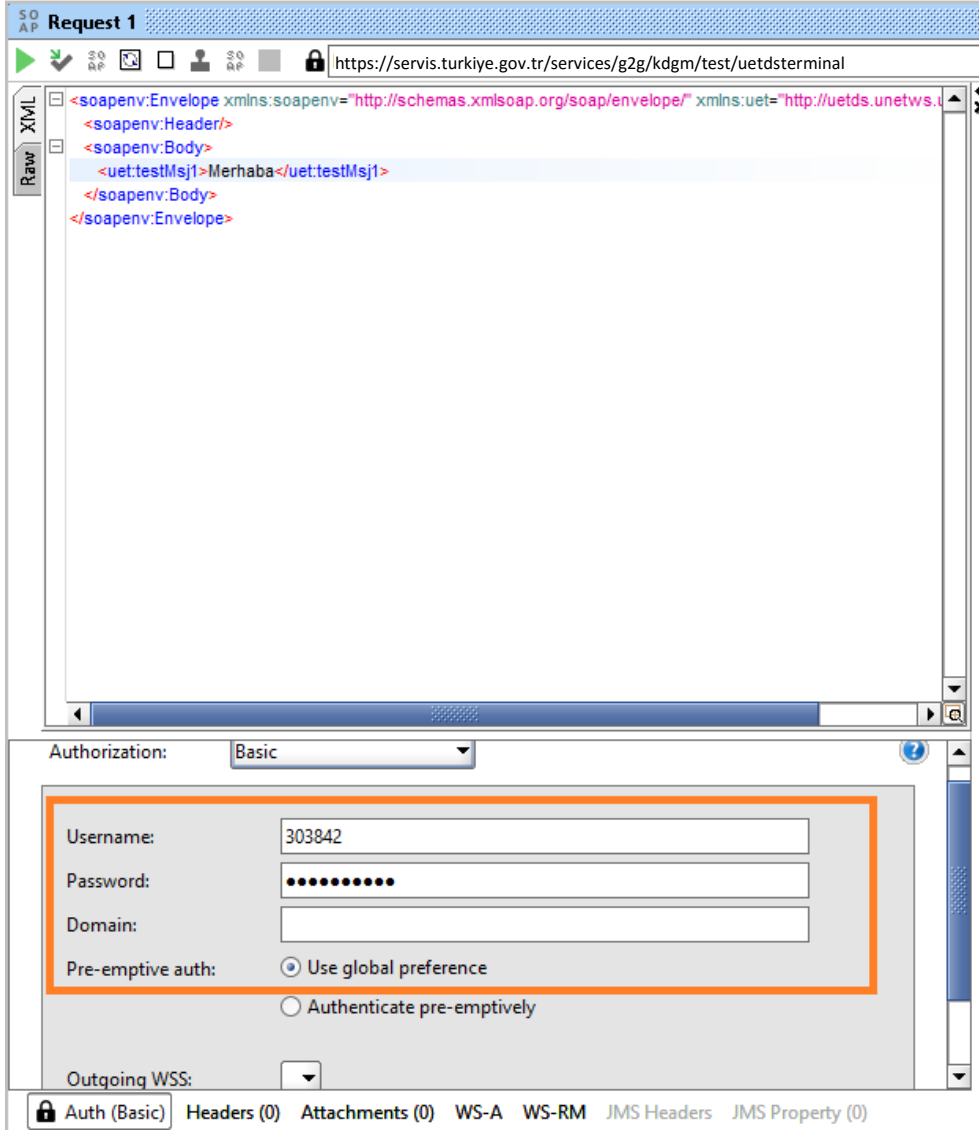 SOAP Request 1
SOAP SOAP https://servis.turkiye.gov.tr/services/g2g/kdgm/test/uetdsterminal
XML
Raw
<soapenv:Envelope xmlns:soapenv="http://schemas.xmlsoap.org/soap/envelope/" xmlns:uet="http://uetds.unetws.u
<soapenv:Header/>
<soapenv:Body>
<uet:testMsj1>Merhaba</uet:testMsj1>
</soapenv:Body>
</soapenv:Envelope>
Authorization: Basic
Username: 303842
Password: ●●●●●●●●●●
Domain:
Pre-emptive auth: Use global preference
Authenticate pre-emptively
Outgoing WSS:
Auth (Basic) Headers (0) Attachments (0) WS-A WS-RM JMS Headers JMS Property (0)